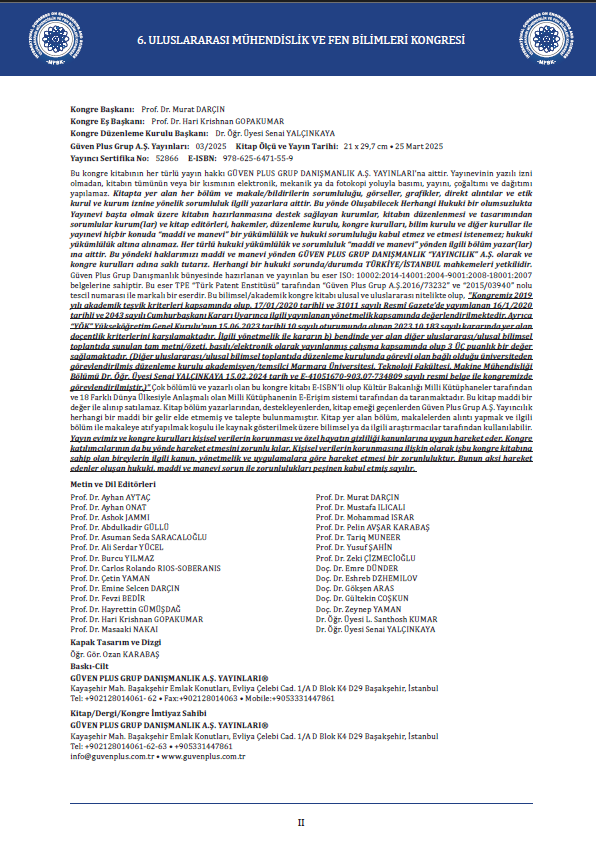 6. ULUSLARARASI MÜHENDİSLİK VE FEN BİLİMLERİ KONGRESİ
Kongre Başkanı: Prof. Dr. Murat DARÇIN
Kongre Eş Başkanı: Prof. Dr. Hari Krishnan GOPAKUMAR
Kongre Düzenleme Kurulu Başkanı: Dr. Öğr. Üyesi Senai YALÇINKAYA
Güven Plus Grup A.Ş. Yayınları: 03/2025 Kitap Ölçü ve Yayın Tarihi: 21 x 29,7 cm • 25 Mart2025
Yayıncı Sertifika No: 52866 E-ISBN: 978-625-6471-55-9
Bu kongre kitabının her türlü yayın hakkı GÜVEN PLUS GRUP DANIŞMANLIK A.Ş. YAYINLARI'na aittir. Yayınevinin yazılı izni
olmadan, kitabın tümünün veya bir kısmının elektronik, mekanik ya da fotokopi yoluyla basımı, yayını, çoğaltımı ve dağıtımı
yapılamaz. Kitapta yer alan her bölüm ve makale/bildirilerin sorumluluğu, görseller, grafikler, direkt alıntılar ve etik
kurul ve kurum iznine yönelik sorumluluk ilgili yazarlara aittir. Bu yönde Oluşabilecek Herhangi Hukuki bir olumsuzlukta
Yayınevi başta olmak üzere kitabın hazırlanmasına destek sağlayan kurumlar, kitabın düzenlenmesi ve tasarımından
sorumlular kurum(lar) ve kitap editörleri, hakemler, düzenleme kurulu, kongre kurulları, bilim kurulu ve diğer kurullar ile
yayınevi hiçbir konuda “maddi ve manevi” bir yükümlülük ve hukuki sorumluluğu kabul etmez ve etmesi istenemez; hukuki
yükümlülük altına alınamaz. Her türlü hukuki yükümlülük ve sorumluluk “maddi ve manevi” yönden ilgili bölüm yazar(lar)
ına aittir. Bu yöndeki haklarımızı maddi ve manevi yönden GÜVEN PLUS GRUP DANIŞMANLIK “YAYINCILIK” A.Ş. olarak ve
kongre kurulları adına saklı tutarız. Herhangi bir hukuki sorunda/durumda TÜRKİYE/İSTANBUL mahkemeleri yetkilidir.
Güven Plus Grup Danışmanlık bünyesinde hazırlanan ve yayınlan bu eser ISO: 10002:2014-14001:2004-9001:2008-18001:2007
belgelerine sahiptir. Bu eser TPE “Türk Patent Enstitüsü” tarafından “Güven Plus Grup A.Ş.2016/73232” ve “2015/03940” nolu
tescil numarası ile markalı bir eserdir. Bu bilimsel/akademik kongre kitabı ulusal ve uluslararası nitelikte olup, “Kongremiz 2019
yılı akademik teşvik kriterleri kapsamında olup, 17/01/2020 tarihli ve 31011 sayılı Resmî Gazete'de yayımlanan 16/1/2020
tarihli ve 2043 sayılı Cumhurbaşkanı Kararı Uyarınca ilgili yayınlanan yönetmelik kapsamında değerlendirilmektedir. Ayrıca
“YÖK” Yükseköğretim Genel Kurulu'nun 15.06.2023 tarihli 10 sayılı oturumunda alınan 2023.10.183 sayılı kararında yer alan
doçentlik kriterlerini karşılamaktadır. İlgili yönetmelik ile kararın b) bendinde yer alan diğer uluslararası/ulusal bilimsel
toplantıda sunulan tam metni/özeti, basılı/elektronik olarak yayınlanmış çalışma kapsamında olup 3 ÜÇ puanlık bir değer
sağlamaktadır. (Diğer uluslararası/ulusal bilimsel toplantıda düzenleme kurulunda görevli olan bağlı olduğu üniversiteden
görevlendirilmiş düzenleme kurulu akademisyen/temsilci Marmara Üniversitesi, Teknoloji Fakültesi, Makine Mühendisliği
Bölümü Dr. Öğr. Üyesi Senai YALÇINKAYA 15.02.2024 tarih ve E-41051670-903.07-734809 sayılı resmi belge ile kongremizde
görevlendirilmiştir.)” Çok bölümlü ve yazarlı olan bu kongre kitabı E-ISBN'li olup Kültür Bakanlığı Milli Kütüphaneler tarafından
ve 18 Farklı Dünya Ülkesiyle Anlaşmalı olan Milli Kütüphanenin E-Erişim sistemi tarafından da taranmaktadır. Bu kitap maddi bir
değer ile alınıp satılamaz. Kitap bölüm yazarlarından, destekleyenlerden, kitap emeği geçenlerden Güven Plus Grup A.Ş. Yayıncılık
herhangi bir maddi bir gelir elde etmemiş ve talepte bulunmamıştır. Kitap yer alan bölüm, makalelerden alıntı yapmak ve ilgili
bölüm ile makaleye atıf yapılmak koşulu ile kaynak gösterilmek üzere bilimsel ya da ilgili araştırmacılar tarafından kullanılabilir.
Yayın evimiz ve kongre kurulları kişisel verilerin korunması ve özel hayatın gizliliği kanunlarına uygun hareket eder. Kongre
katılımcılarının da bu yönde hareket etmesini zorunlu kılar. Kişisel verilerin korunmasına ilişkin olarak işbu kongre kitabına
sahip olan bireylerin ilgili kanun, yönetmelik ve uygulamalara göre hareket etmesi bir zorunluluktur. Bunun aksi hareket
edenler oluşan hukuki, maddi ve manevi sorun ile zorunlulukları peşinen kabul etmiş sayılır.
Metin ve Dil Editörleri
Prof. Dr. Ayhan AYTAÇ
Prof. Dr. Ayhan ONAT
Prof. Dr. Ashok JAMMI
Prof. Dr. Abdulkadir GÜLLÜ
Prof. Dr. Asuman Seda SARACALOĞLU
Prof. Dr. Ali Serdar YÜCEL
Prof. Dr. Burcu YILMAZ
Prof. Dr. Carlos Rolando RIOS-SOBERANIS
Prof. Dr. Çetin YAMAN
Prof. Dr. Emine Selcen DARÇIN
Prof. Dr. Fevzi BEDİR
Prof. Dr. Hayrettin GÜMÜŞDAĞ
Prof. Dr. Hari Krishnan GOPAKUMAR
Prof. Dr. Masaaki NAKAI
Prof. Dr. Murat DARÇIN
Prof. Dr. Mustafa ILICALI
Prof. Dr. Mohammad ISRAR
Prof. Dr. Pelin AVŞAR KARABAŞ
Prof. Dr. Tariq MUNEER
Prof. Dr. Yusuf ŞAHİN
Prof. Dr. Zeki ÇİZMECİOĞLU
Doç. Dr. Emre DÜNDER
Doç. Dr. Eshreb DZHEMILOV
Doç. Dr. Gökşen ARAS
Doç. Dr. Gültekin COŞKUN
Doç. Dr. Zeynep YAMAN
Dr. Öğr. Üyesi L. Santhosh KUMAR
Dr. Öğr. Üyesi Senai YALÇINKAYA
Kapak Tasarım ve Dizgi
Öğr. Gör. Ozan KARABAŞ
Baskı-Cilt
GÜVEN PLUS GRUP DANIŞMANLIK A.Ş. YAYINLARI®
Kayaşehir Mah. Başakşehir Emlak Konutları, Evliya Çelebi Cad. 1/A D Blok K4 D29 Başakşehir, İstanbul
Tel: +902128014061- 62 • Fax:+902128014063 • Mobile:+9053331447861
Kitap/Dergi/Kongre İmtiyaz Sahibi
GÜVEN PLUS GRUP DANIŞMANLIK A.Ş. YAYINLARI®
Kayaşehir Mah. Başakşehir Emlak Konutları, Evliya Çelebi Cad. 1/A D Blok K4 D29 Başakşehir, İstanbul
Tel: +902128014061-62-63 • +905331447861
info@guvenplus.com.tr • www.guvenplus.com.tr
II